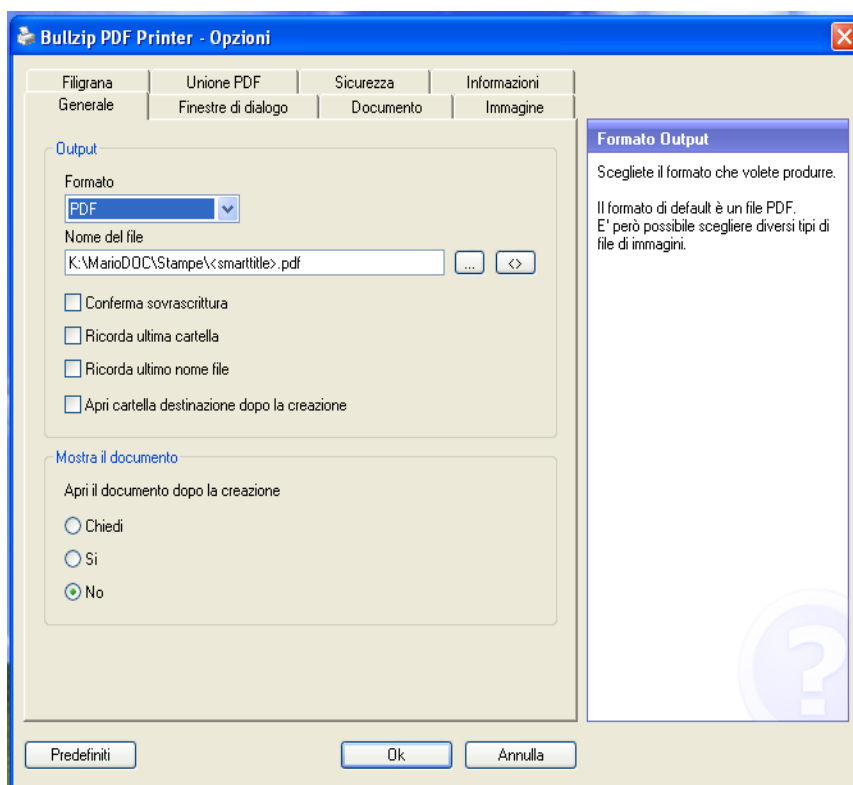 Bullzip PDF Printer - Opzioni
Filigrana
Unione PDF
Sicurezza
Informazioni
Generale
Finestre di dialogo
Documento
Immagine
Output
Formato
PDF
Nome del file
K:\MarioDOC\Stampe\<smarttitle>.pdf
...
<>
Conferma sovrascrittura
Ricorda ultima cartella
Ricorda ultimo nome file
Apri cartella destinazione dopo la creazione
Mostra il documento
Apri il documento dopo la creazione
Chiedi
Si
No
Formato Output
Scegliete il formato che volete produrre.
Il formato di default è un file PDF.
E' però possibile scegliere diversi tipi di
file di immagini.
Predefiniti
Ok
Annulla